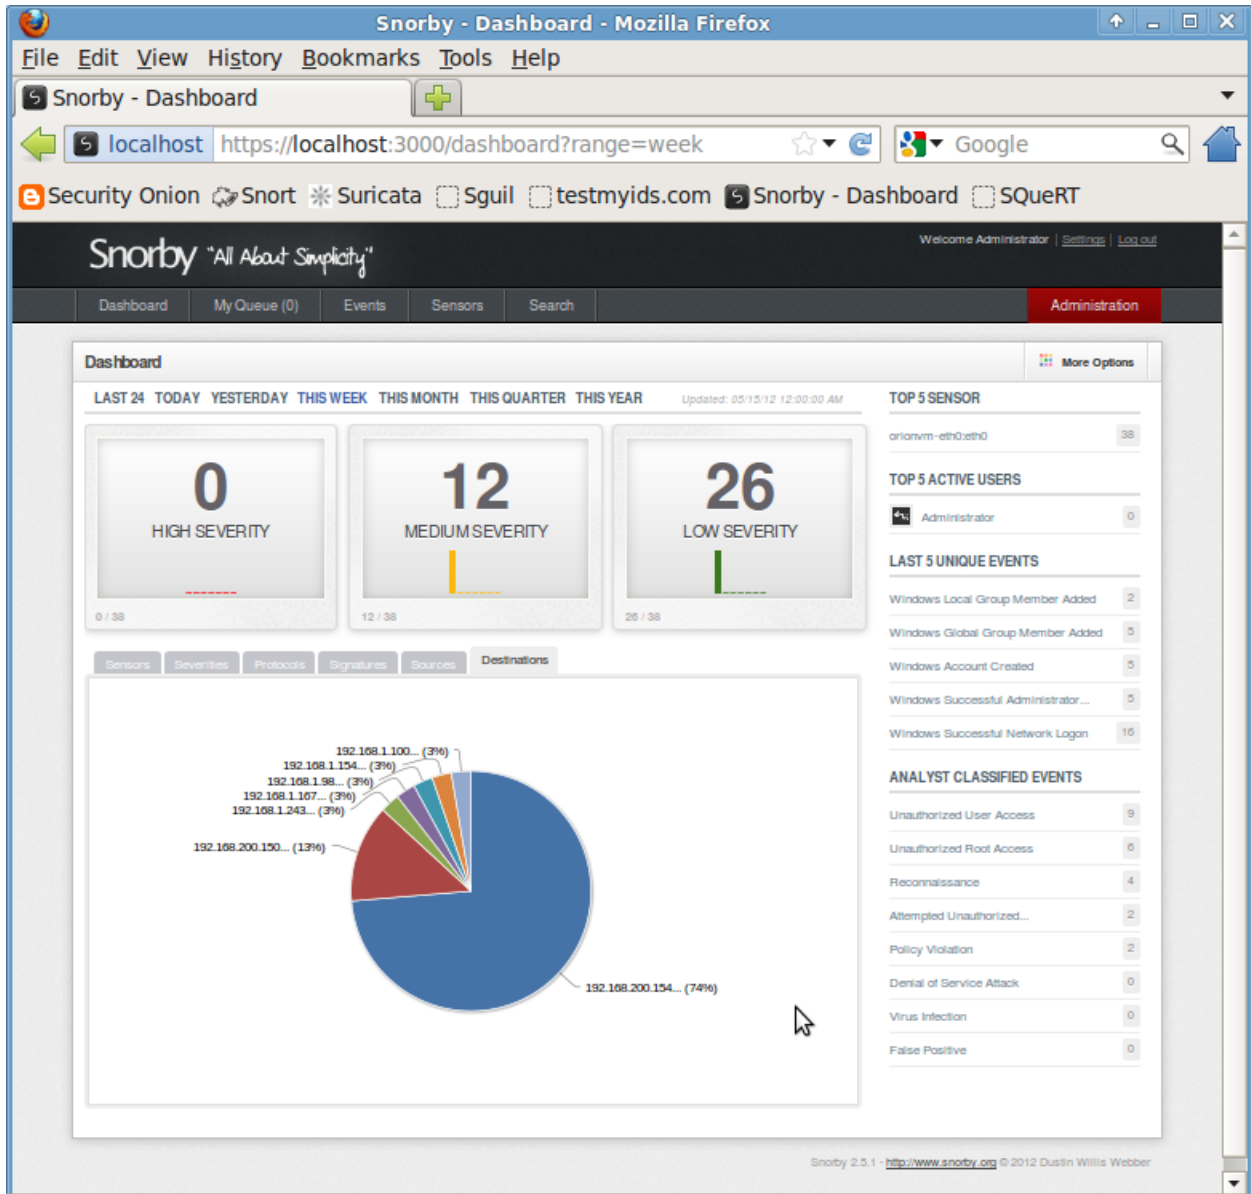 Snorby - Dashboard - Mozilla Firefox
File Edit View History Bookmarks Tools Help
Snorby - Dashboard
localhost https://localhost:3000/dashboard?range=week
Google
Security Onion Snort Suricata Sguil testmyids.com Snorby - Dashboard SQueRT
Snorby "All About Simplicity"
Welcome Administrator | Settings | Log out
Dashboard My Queue (0) Events Sensors Search Administration
Dashboard
More Options
LAST 24 TODAY YESTERDAY THIS WEEK THIS MONTH THIS QUARTER THIS YEAR
Updated: 05/15/12 12:00:00 AM
0
HIGH SEVERITY
0 / 38
12
MEDIUM SEVERITY
12 / 38
26
LOW SEVERITY
26 / 38
Sensors Severities Protocols Signatures Sources Destinations
192.168.1.100... (3%)
192.168.1.154... (3%)
192.168.1.98... (3%)
192.168.1.167... (3%)
192.168.1.243... (3%)
192.168.200.150... (13%)
192.168.200.154... (74%)
TOP 5 SENSOR
orionvm-eth0:eth0 38
TOP 5 ACTIVE USERS
Administrator 0
LAST 5 UNIQUE EVENTS
Windows Local Group Member Added 2
Windows Global Group Member Added 5
Windows Account Created 5
Windows Successful Administrator... 5
Windows Successful Network Logon 16
ANALYST CLASSIFIED EVENTS
Unauthorized User Access 9
Unauthorized Root Access 6
Reconnaissance 4
Attempted Unauthorized... 2
Policy Violation 2
Denial of Service Attack 0
Virus Infection 0
False Positive 0
Snorby 2.5.1 - http://www.snorby.org © 2012 Dustin Willis Webber